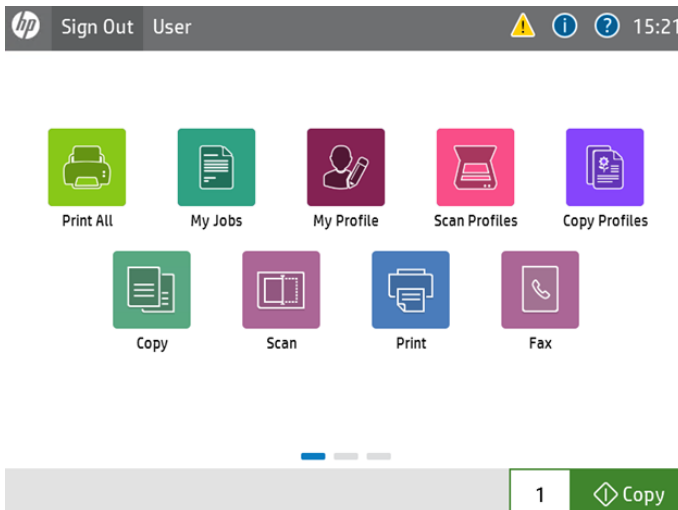 hp Sign Out User 15:21
Print All My Jobs My Profile Scan Profiles Copy Profiles
Copy Scan Print Fax
1 Copy